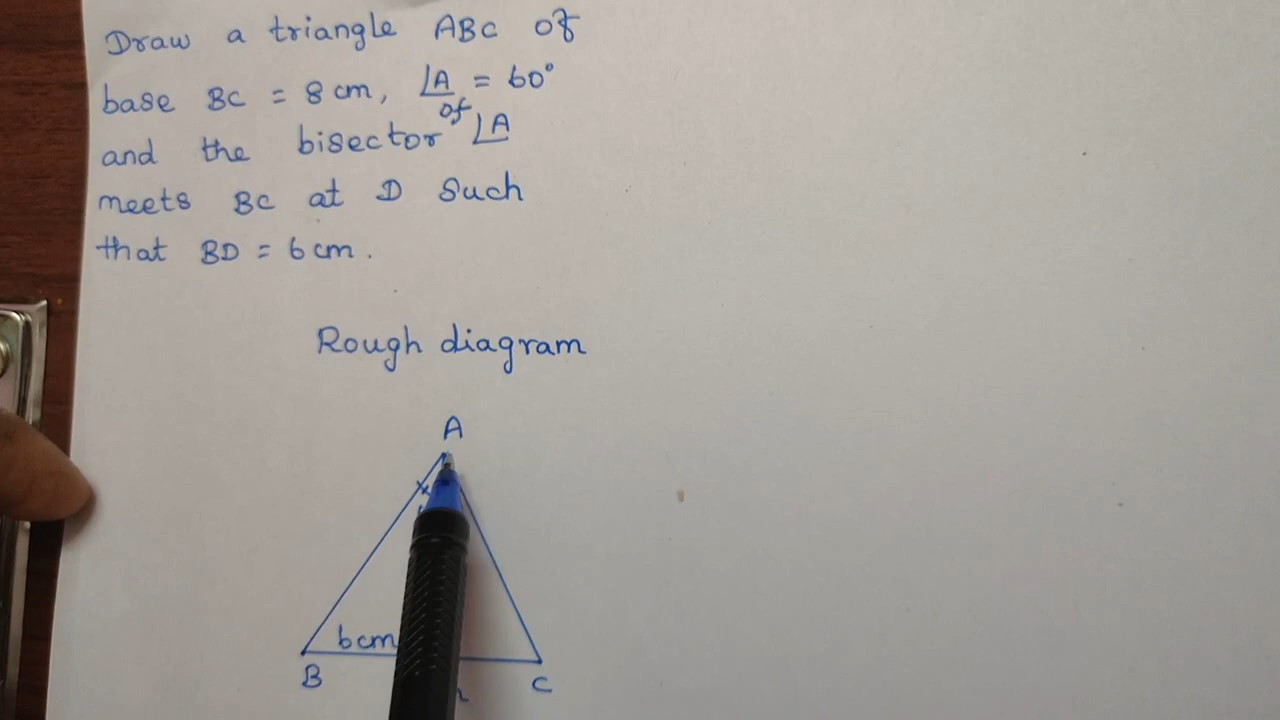 Draw a triangle ABC of
base BC = 8 cm, ∠A = 60°
and the bisector of ∠A
meets BC at D Such
that BD = 6 cm.
Rough diagram
A
6cm
B C